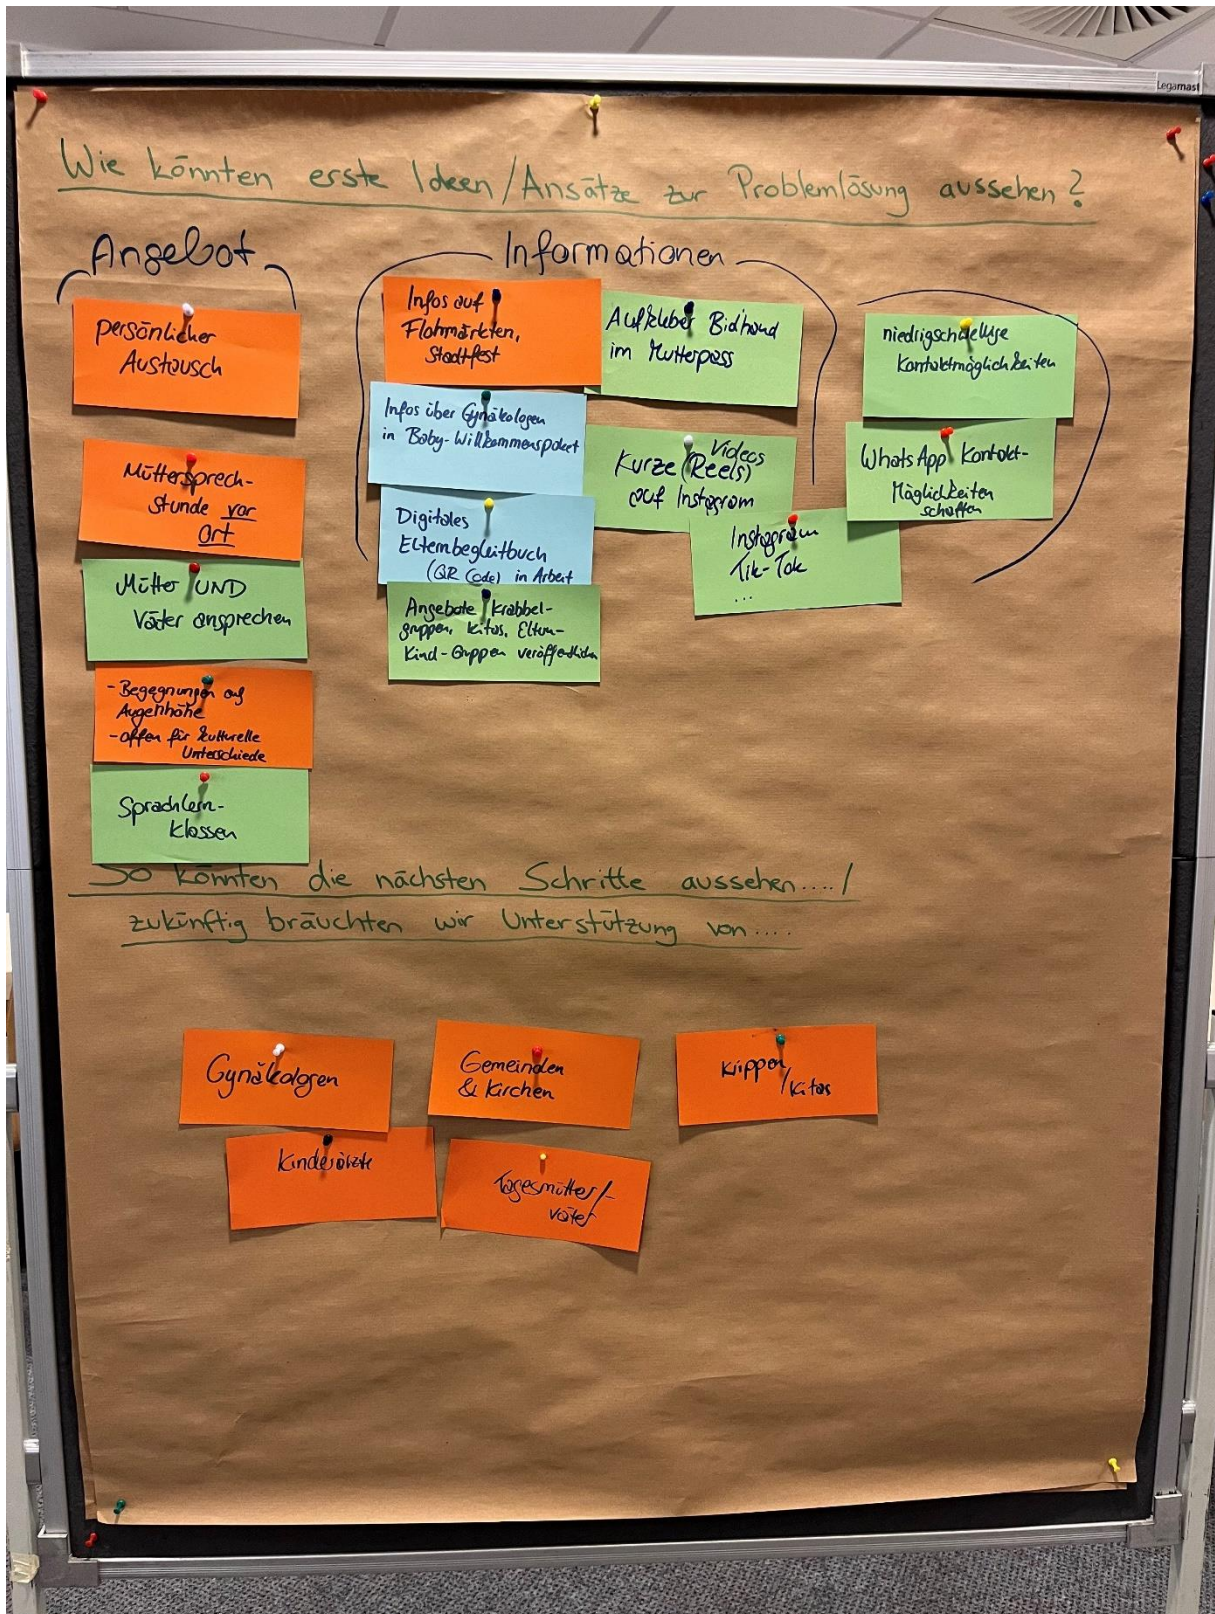 Legamast
Wie könnten erste Ideen/Ansätze zur Problemlösung aussehen?
Angebot
persönlicher
Austausch
Müttersprech-
stunde vor
Ort
Mütter UND
Väter ansprechen
- Begegnungen auf
Augenhöhe
- offen für kulturelle
Unterschiede
Sprachlern-
klassen
Informationen
Infos auf
Flohmärkten,
Stadtfest
Infos über Gynäkologen
in Baby-Willkommenspaket
Digitales
Elternbegleitbuch
(QR Code) in Arbeit
Angebote Krabbel-
gruppen, Kitas, Eltern-
Kind-Gruppen veröffentlichen
Aufkleber
im Mutterpass
Kurze Videos
(Reels)
auf Instagram
Instagram
Tik-Tok
...
niedrigschwellige
Kontaktmöglichkeiten
WhatsApp Kontakt-
Möglichkeiten
schaffen
So könnten die nächsten Schritte aussehen..../
zukünftig bräuchten wir Unterstützung von....
Gynäkologen
Gemeinden
& Kirchen
Krippen
/Kitas
Kinderärzte
Tagesmütter/-
väter